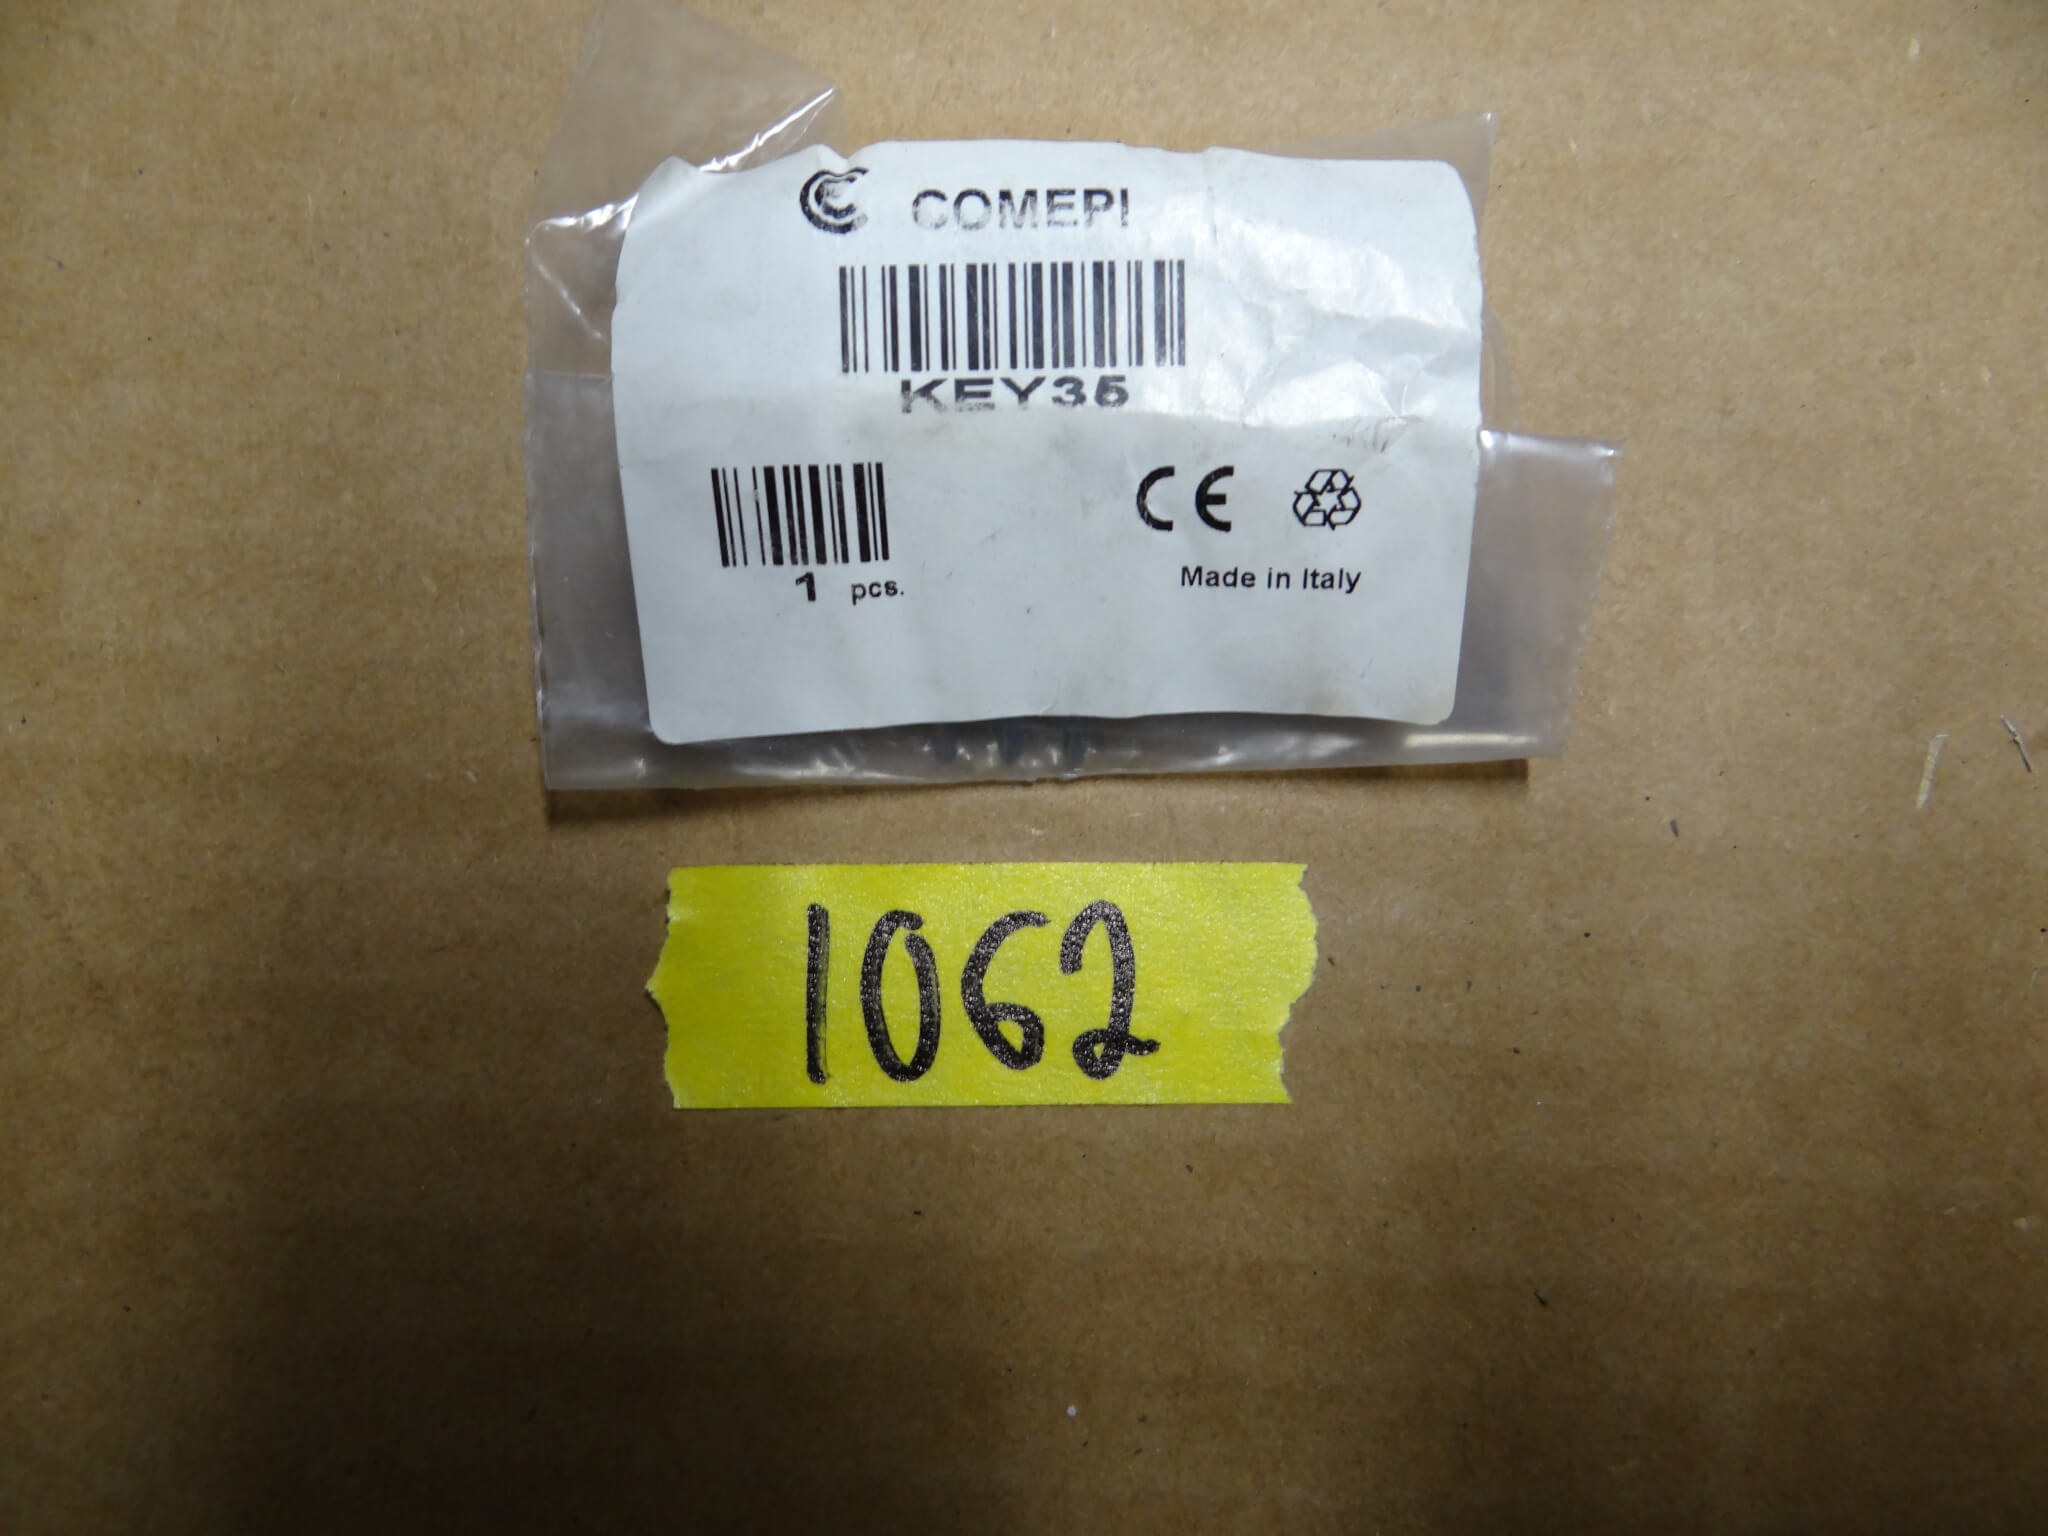 COMEPI
KEY35
1 pcs.
CE
Made in Italy
1062